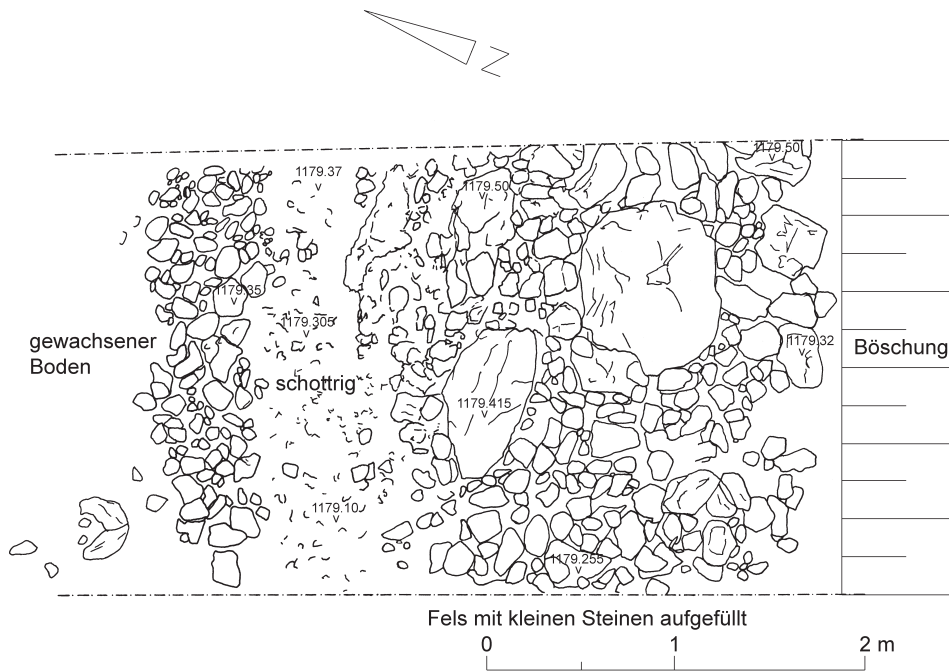 N
1179.50
1179.37
1179.50
1179.35
1179.305
gewachsener
Boden
1179.32
Böschung
schottrig
1179.415
1179.10
1179.255
Fels mit kleinen Steinen aufgefüllt
0 1 2 m